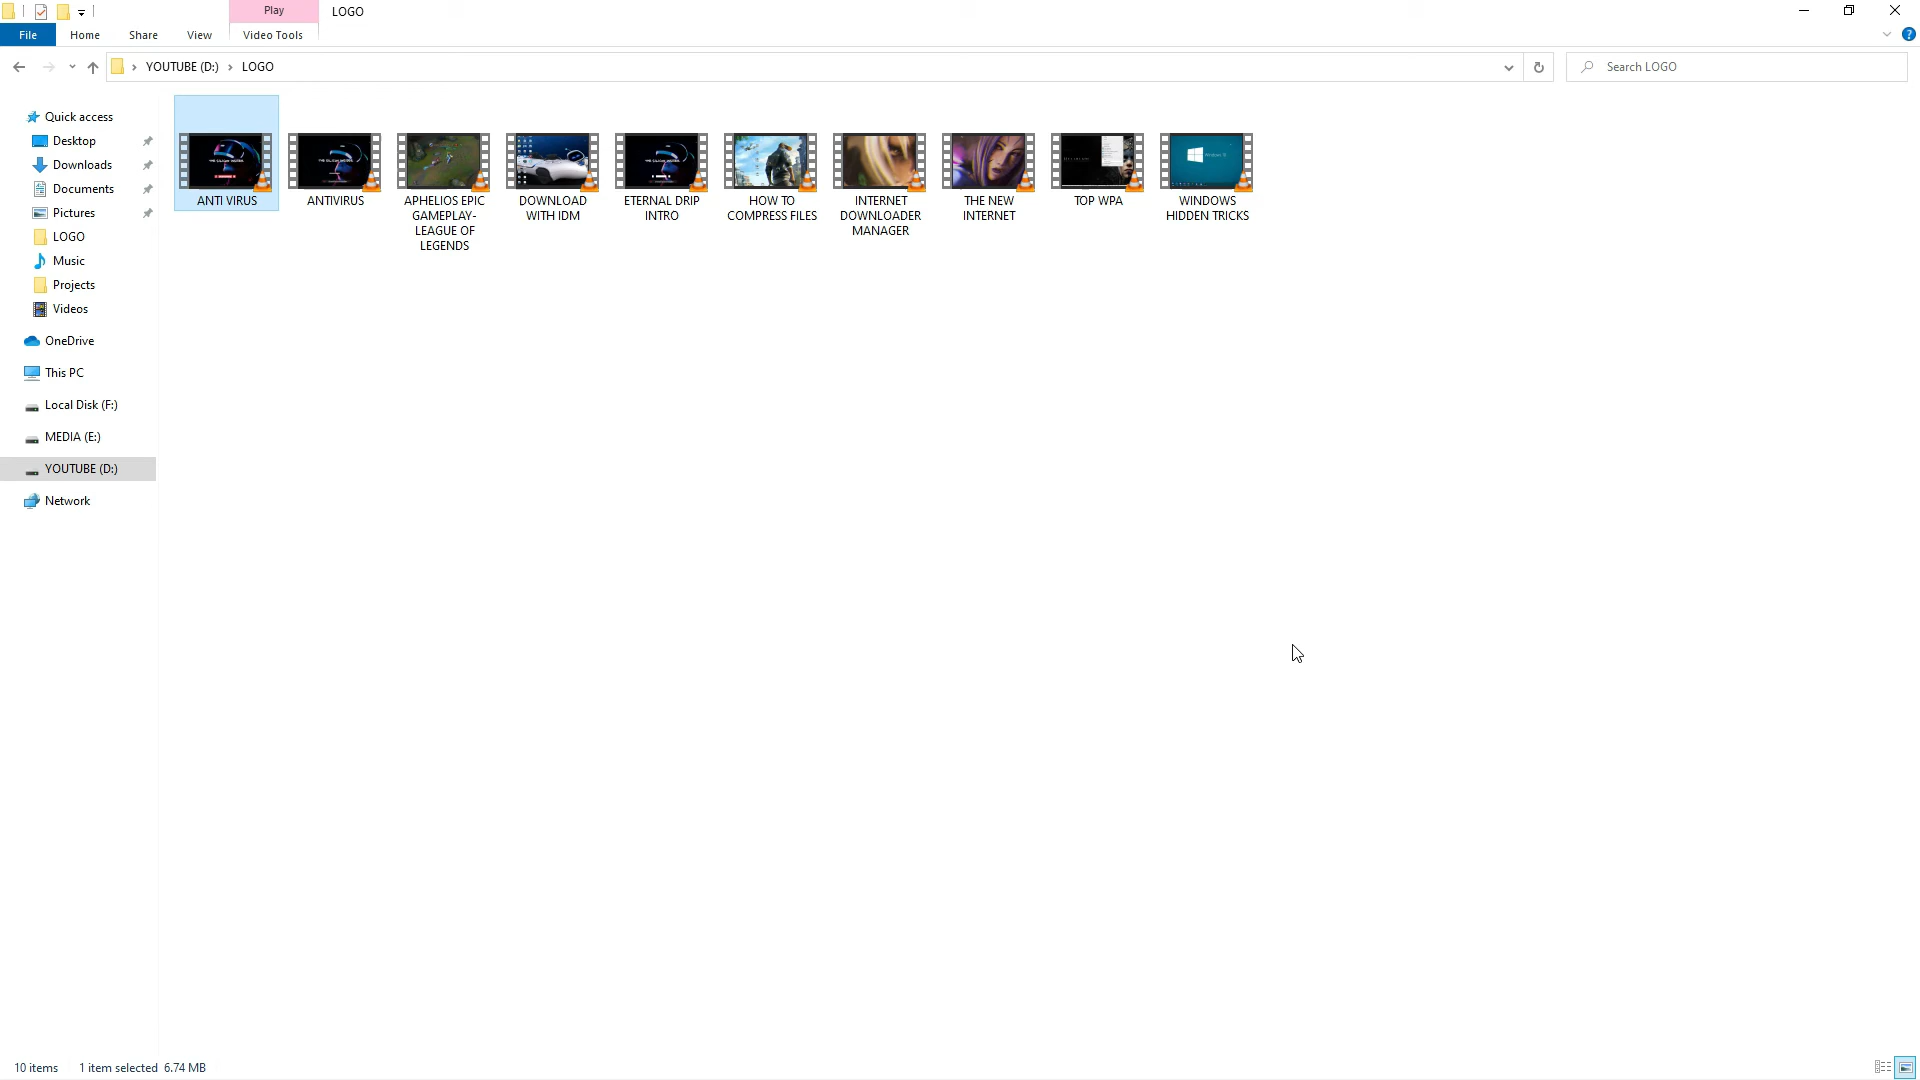 Play
LOGO
File
Home
Share
View
Video Tools
YOUTUBE (D:)
LOGO
Search LOGO
Quick access
Desktop
Downloads
Documents
Pictures
LOGO
Music
Projects
Videos
OneDrive
This PC
Local Disk (F:)
MEDIA (E:)
YOUTUBE (D:)
Network
ANTI VIRUS
ANTIVIRUS
APHELIOS EPIC
GAMEPLAY-
LEAGUE OF
LEGENDS
DOWNLOAD
WITH IDM
ETERNAL DRIP
INTRO
HOW TO
COMPRESS FILES
INTERNET
DOWNLOADER
MANAGER
THE NEW
INTERNET
TOP WPA
WINDOWS
HIDDEN TRICKS
10 items
1 item selected 6.74 MB